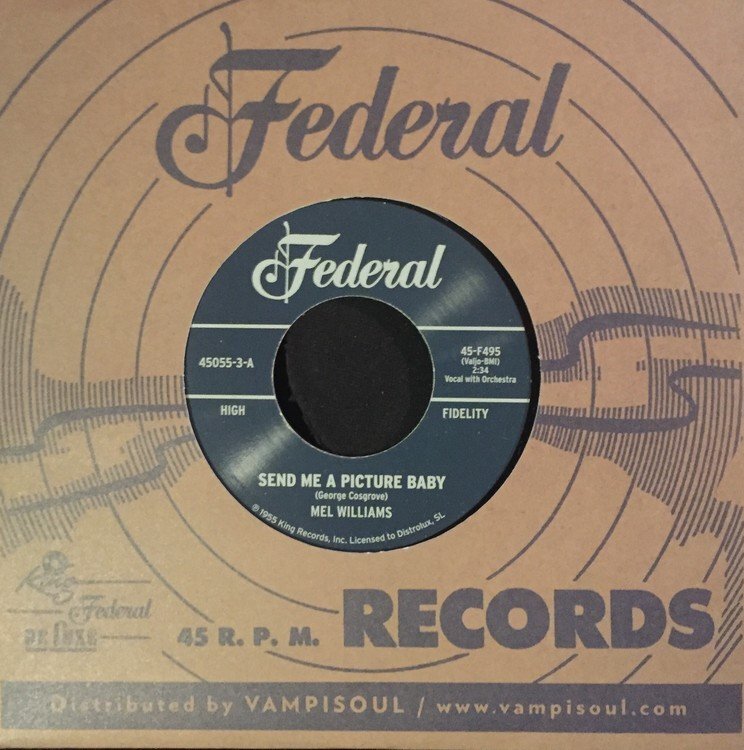 Federal
Federal
45055-3-A
45-F495
(Valjo-BMI)
2:34
Vocal with Orchestra
HIGH
FIDELITY
SEND ME A PICTURE BABY
(George Cosgrove)
MEL WILLIAMS
℗1955 King Records, Inc. Licensed to Distrolux, SL
King
Federal
DE LUXE
45 R. P. M.
RECORDS
Distributed by VAMPISOUL / www.vampisoul.com